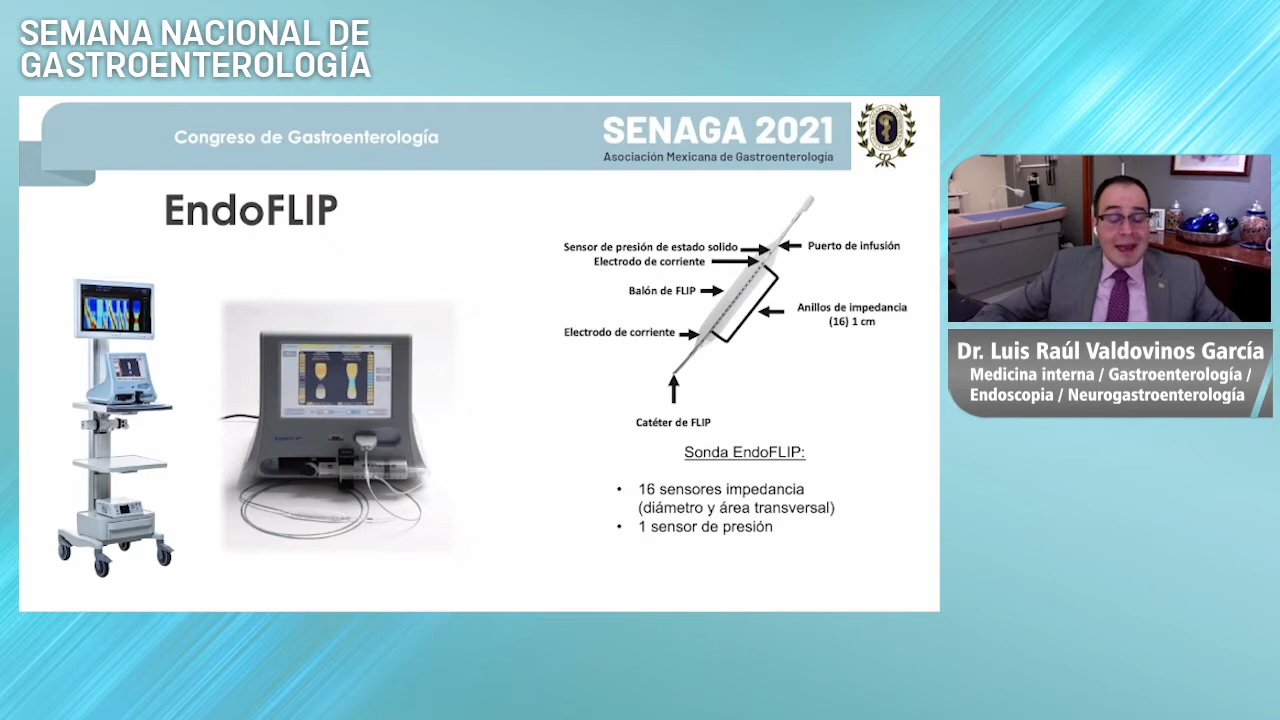 SEMANA NACIONAL DE
GASTROENTEROLOGÍA
Congreso de Gastroenterología
SENAGA 2021
Asociación Mexicana de Gastroenterología
EndoFLIP
Sensor de presión de estado solido
Puerto de infusión
Electrodo de corriente
Balón de FLIP
Anillos de impedancia
(16) 1 cm
Electrodo de corriente
Catéter de FLIP
Sonda EndoFLIP:
• 16 sensores impedancia
(diámetro y área transversal)
• 1 sensor de presión
Dr. Luis Raúl Valdovinos García
Medicina interna / Gastroenterología /
Endoscopia / Neurogastroenterología